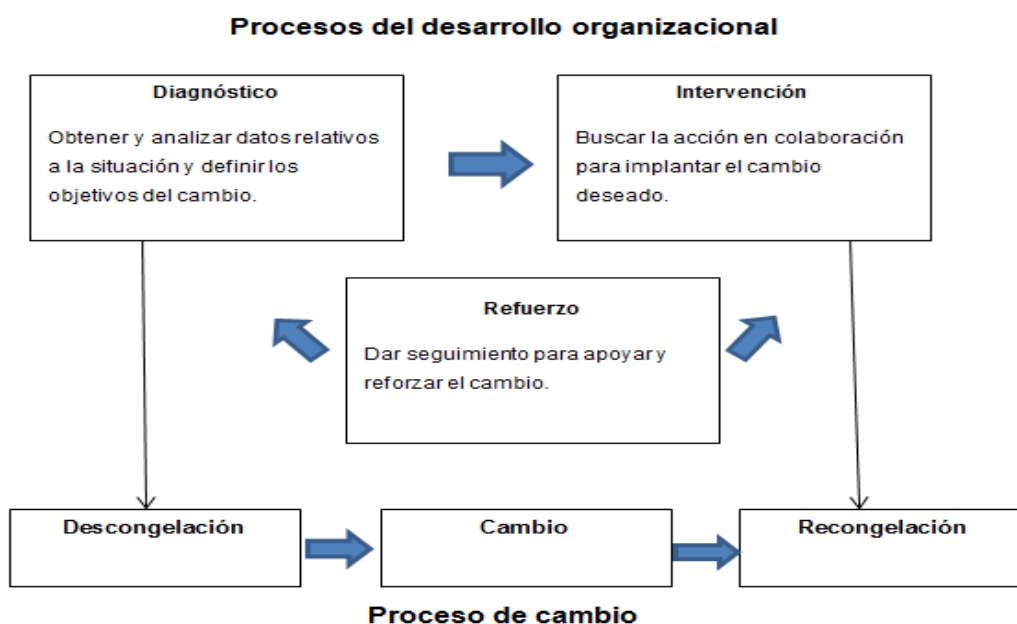 Procesos del desarrollo organizacional
Diagnóstico
Obtener y analizar datos relativos
a la situación y definir los
objetivos del cambio.
Intervención
Buscar la acción en colaboración
para implantar el cambio
deseado.
Refuerzo
Dar seguimiento para apoyar y
reforzar el cambio.
Descongelación
Cambio
Recongelación
Proceso de cambio